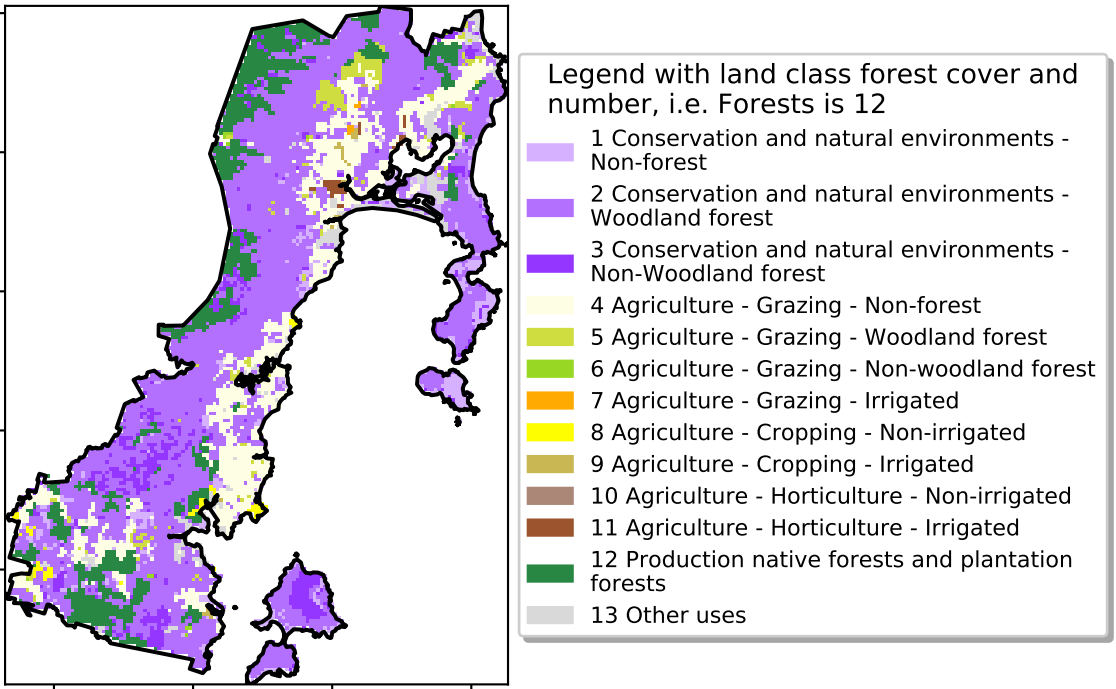 Legend with land class forest cover and
number, i.e. Forests is 12
1 Conservation and natural environments -
Non-forest
2 Conservation and natural environments -
Woodland forest
3 Conservation and natural environments -
Non-Woodland forest
4 Agriculture - Grazing - Non-forest
5 Agriculture - Grazing - Woodland forest
6 Agriculture - Grazing - Non-woodland forest
7 Agriculture - Grazing - Irrigated
8 Agriculture - Cropping - Non-irrigated
9 Agriculture - Cropping - Irrigated
10 Agriculture - Horticulture - Non-irrigated
11 Agriculture - Horticulture - Irrigated
12 Production native forests and plantation
forests
13 Other uses